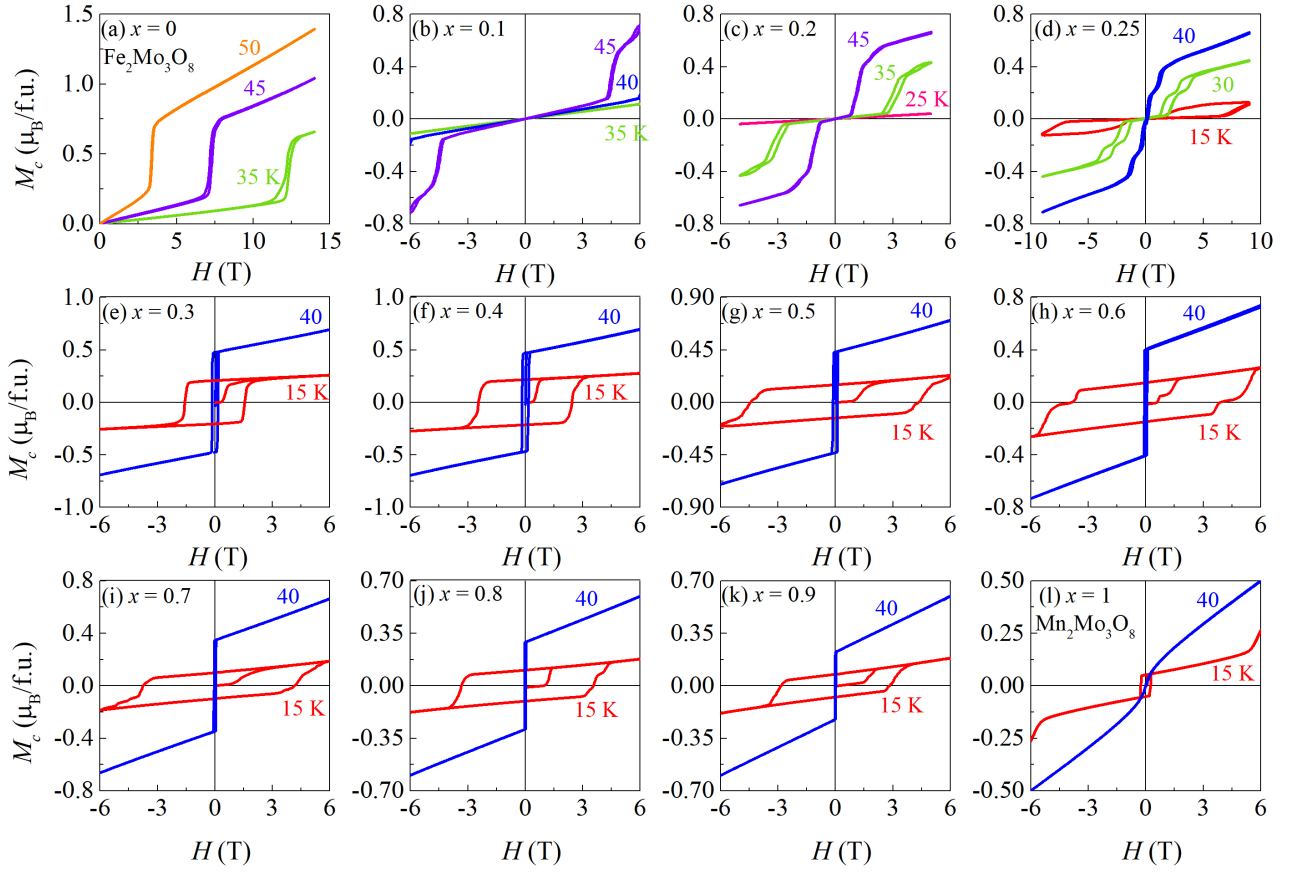 (a) x = 0
Fe2Mo3O8
50
45
35 K
1.5
1.0
0.5
0.0
0 5 10 15
Mc (μB/f.u.)
H (T)
(b) x = 0.1
45
40
35 K
0.8
0.4
0.0
-0.4
-0.8
-6 -3 0 3 6
H (T)
(c) x = 0.2
45
35
25 K
0.8
0.4
0.0
-0.4
-0.8
-6 -3 0 3 6
H (T)
(d) x = 0.25
40
30
15 K
0.8
0.4
0.0
-0.4
-0.8
-10 -5 0 5 10
H (T)
(e) x = 0.3
40
15 K
1.0
0.5
0.0
-0.5
-1.0
-6 -3 0 3 6
Mc (μB/f.u.)
H (T)
(f) x = 0.4
40
15 K
1.0
0.5
0.0
-0.5
-1.0
-6 -3 0 3 6
H (T)
(g) x = 0.5
40
15 K
0.90
0.45
0.00
-0.45
-0.90
-6 -3 0 3 6
H (T)
(h) x = 0.6
40
15 K
0.8
0.4
0.0
-0.4
-0.8
-6 -3 0 3 6
H (T)
(i) x = 0.7
40
15 K
0.8
0.4
0.0
-0.4
-0.8
-6 -3 0 3 6
Mc (μB/f.u.)
H (T)
(j) x = 0.8
40
15 K
0.70
0.35
0.00
-0.35
-0.70
-6 -3 0 3 6
H (T)
(k) x = 0.9
40
15 K
0.70
0.35
0.00
-0.35
-0.70
-6 -3 0 3 6
H (T)
(l) x = 1
Mn2Mo3O8
40
15 K
0.50
0.25
0.00
-0.25
-0.50
-6 -3 0 3 6
H (T)